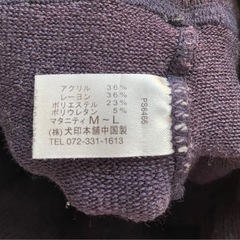 アクリル 36%
レーヨン 36%
ポリエステル 23%
ポリウレタン 5%
マタニティ M～L
(株)犬印本舗中国製
TEL 072-331-1613
PS6466